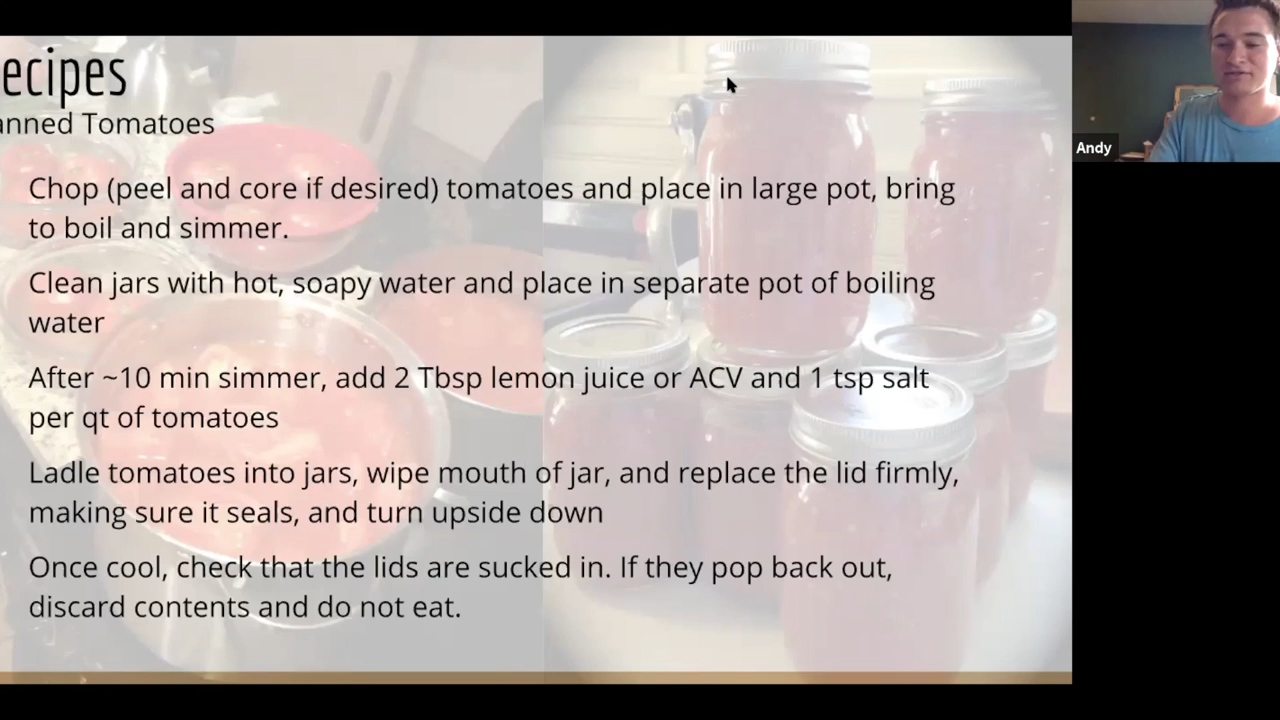 ecipes
anned Tomatoes
Chop (peel and core if desired) tomatoes and place in large pot, bring
to boil and simmer.
Clean jars with hot, soapy water and place in separate pot of boiling
water
After ~10 min simmer, add 2 Tbsp lemon juice or ACV and 1 tsp salt
per qt of tomatoes
Ladle tomatoes into jars, wipe mouth of jar, and replace the lid firmly,
making sure it seals, and turn upside down
Once cool, check that the lids are sucked in. If they pop back out,
discard contents and do not eat.
Andy